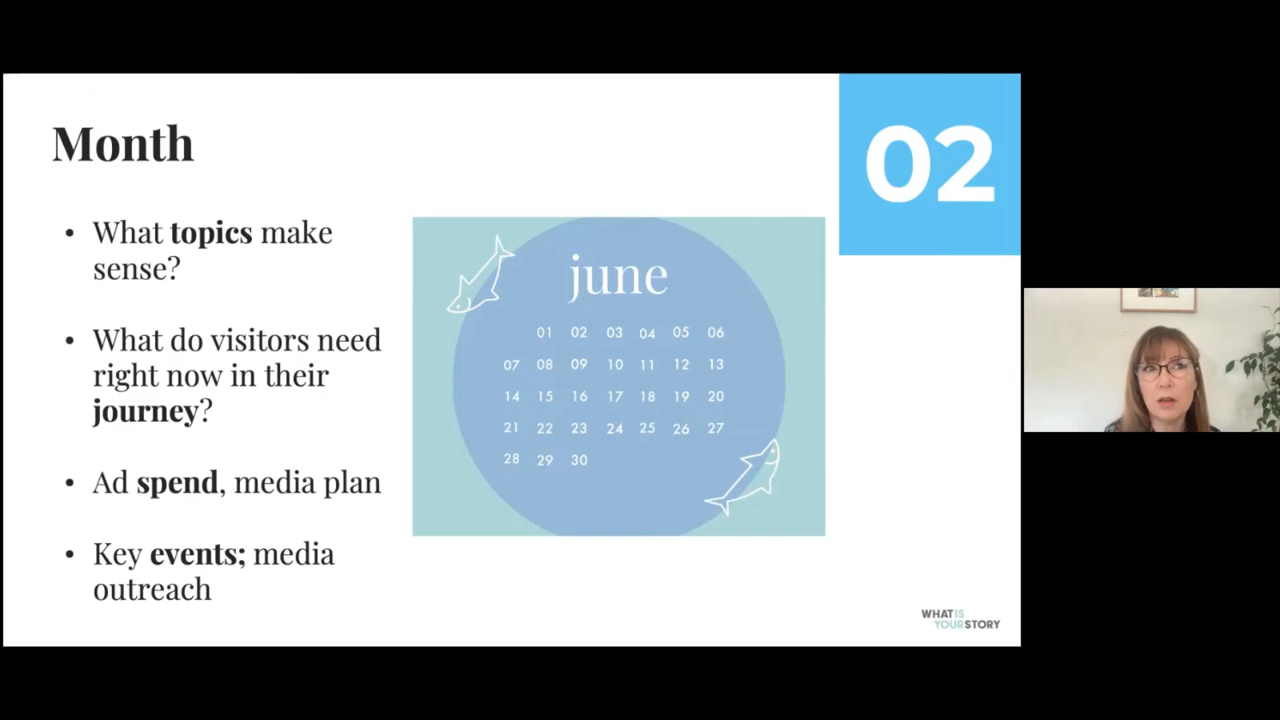 Month
02
• What topics make
sense?
• What do visitors need
right now in their
journey?
• Ad spend, media plan
• Key events; media
outreach
june
01 02 03 04 05 06
07 08 09 10 11 12 13
14 15 16 17 18 19 20
21 22 23 24 25 26 27
28 29 30
WHAT IS
YOUR STORY